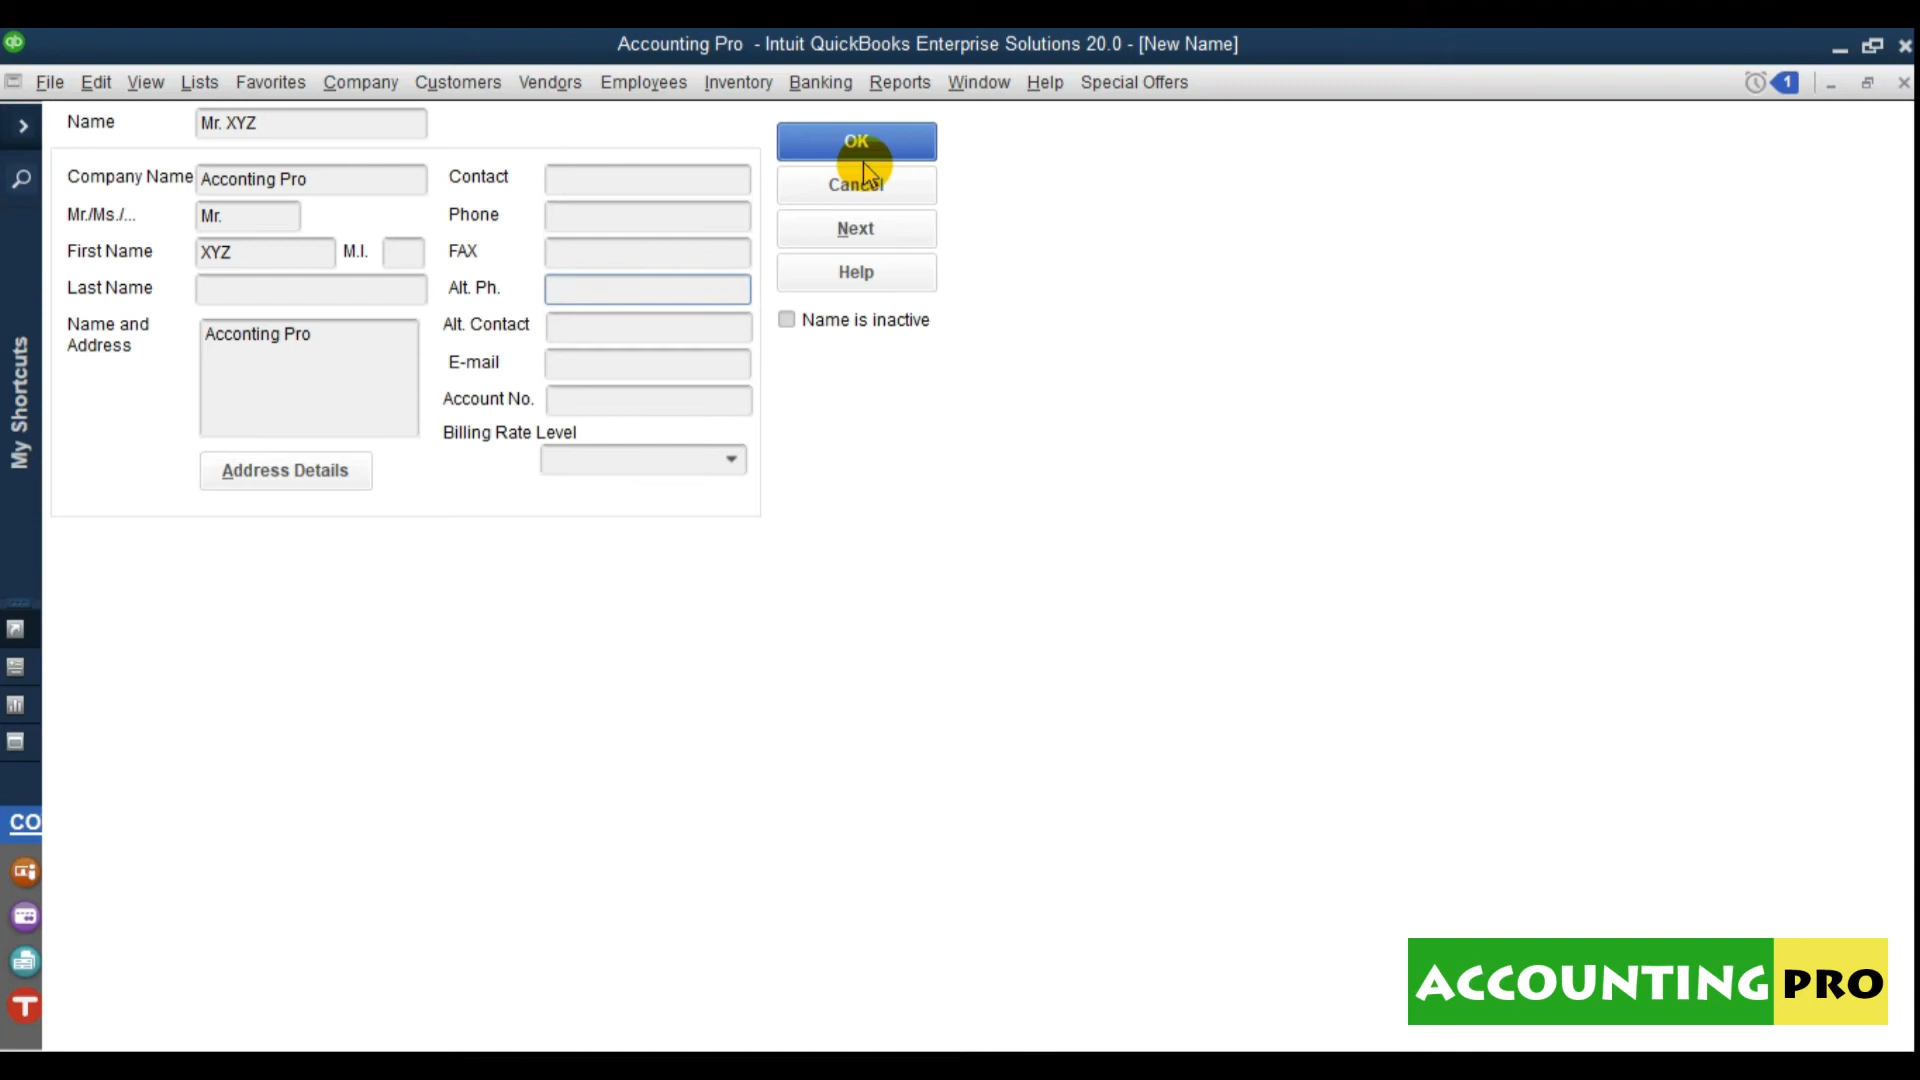 Accounting Pro - Intuit QuickBooks Enterprise Solutions 20.0 - [New Name]
File Edit View Lists Favorites Company Customers Vendors Employees Inventory Banking Reports Window Help Special Offers 1
Name Mr. XYZ
Company Name Acconting Pro
Mr./Ms./... Mr.
First Name XYZ M.I.
Last Name
Name and
Address
Acconting Pro
Address Details
Contact
Phone
FAX
Alt. Ph.
Alt. Contact
E-mail
Account No.
Billing Rate Level
OK
Cancel
Next
Help
Name is inactive
My Shortcuts
CO
qb
T
ACCOUNTING PRO